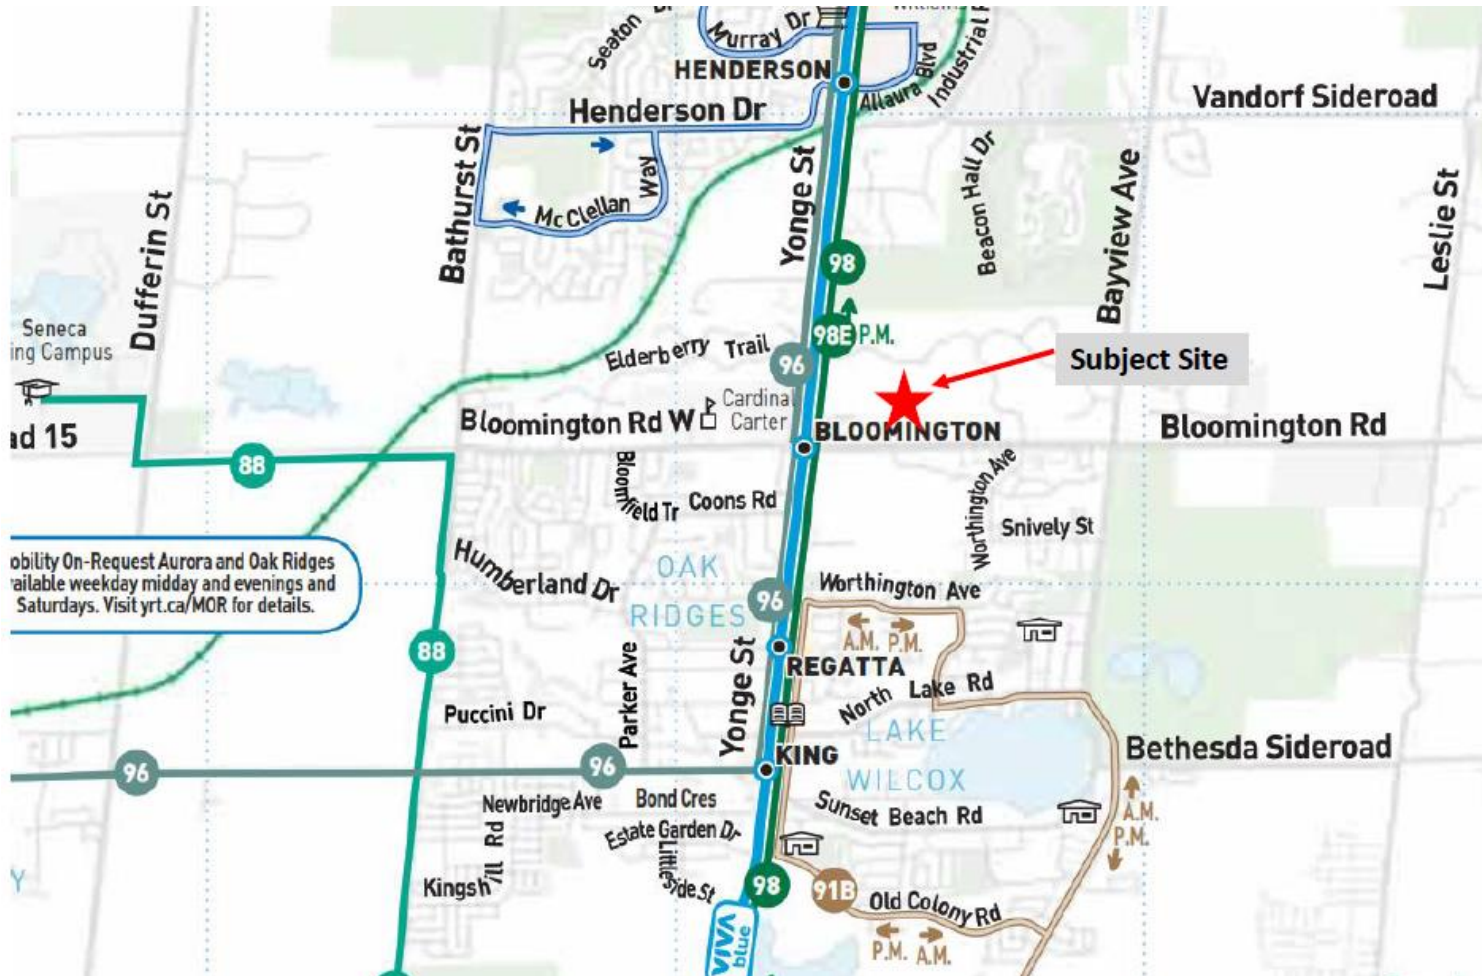 Seaton
Murray Dr
HENDERSON
Allaura Blvd
Industrial
Henderson Dr
Vandorf Sideroad
Bathurst St
McClellan Way
Yonge St
Beacon Hall Dr
Bayview Ave
Leslie St
Dufferin St
98
98E P.M.
Seneca
ing Campus
Elderberry Trail
96
Subject Site
Cardinal
Carter
Bloomington Rd W
BLOOMINGTON
Bloomington Rd
ad 15
88
Bloomfield Tr
Coons Rd
Worthington Ave
Snively St
obility On-Request Aurora and Oak Ridges
vailable weekday midday and evenings and
Saturdays. Visit yrt.ca/MOR for details.
Humberland Dr
OAK
RIDGES
96
Worthington Ave
A.M. P.M.
88
REGATTA
Parker Ave
Yonge St
North Lake Rd
Puccini Dr
LAKE
WILCOX
KING
Bethesda Sideroad
96
96
Newbridge Ave
Bond Cres
Sunset Beach Rd
A.M.
P.M.
Estate Garden Dr
Littleside St
Kingshill Rd
98
91B
Old Colony Rd
P.M. A.M.
VIVA
blue
Y